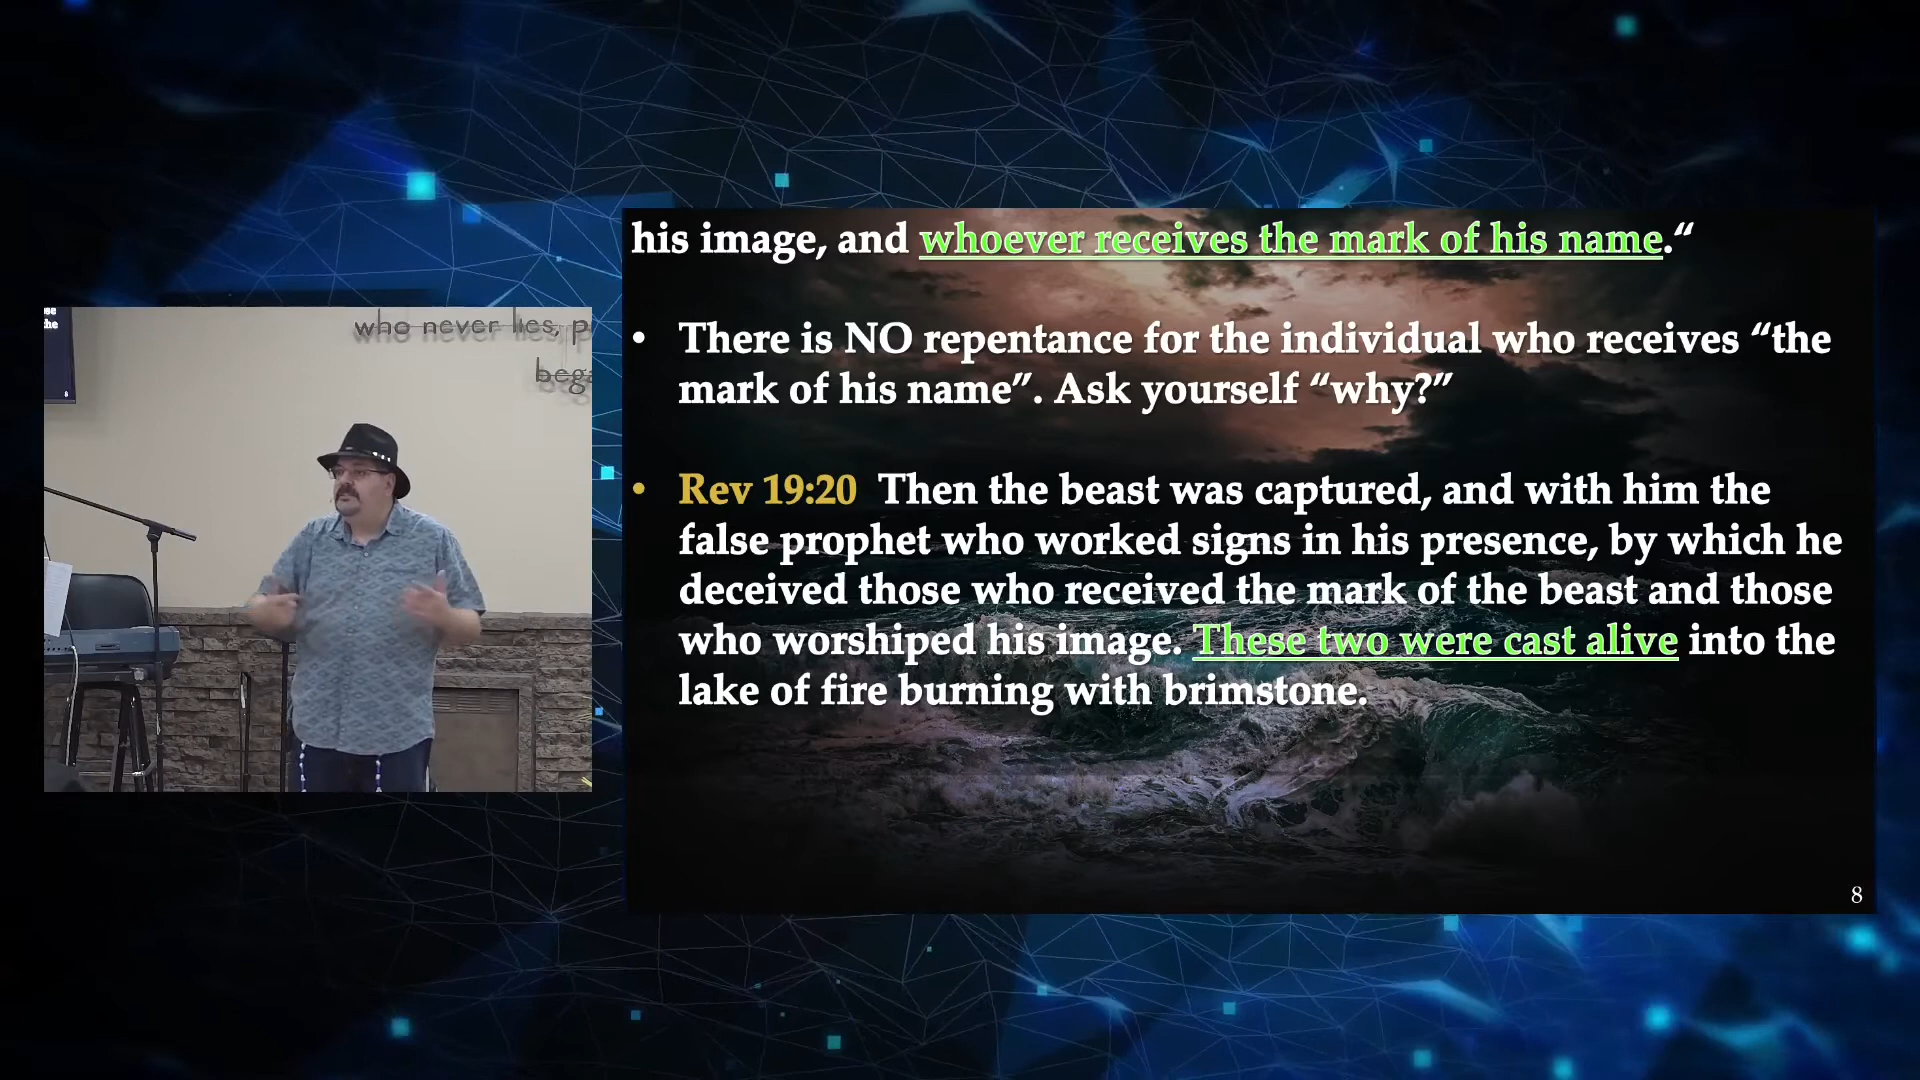 his image, and whoever receives the mark of his name.“
• There is NO repentance for the individual who receives “the
mark of his name”. Ask yourself “why?”
• Rev 19:20 Then the beast was captured, and with him the
false prophet who worked signs in his presence, by which he
deceived those who received the mark of the beast and those
who worshiped his image. These two were cast alive into the
lake of fire burning with brimstone.
8
who never lies, p
bega
he
8